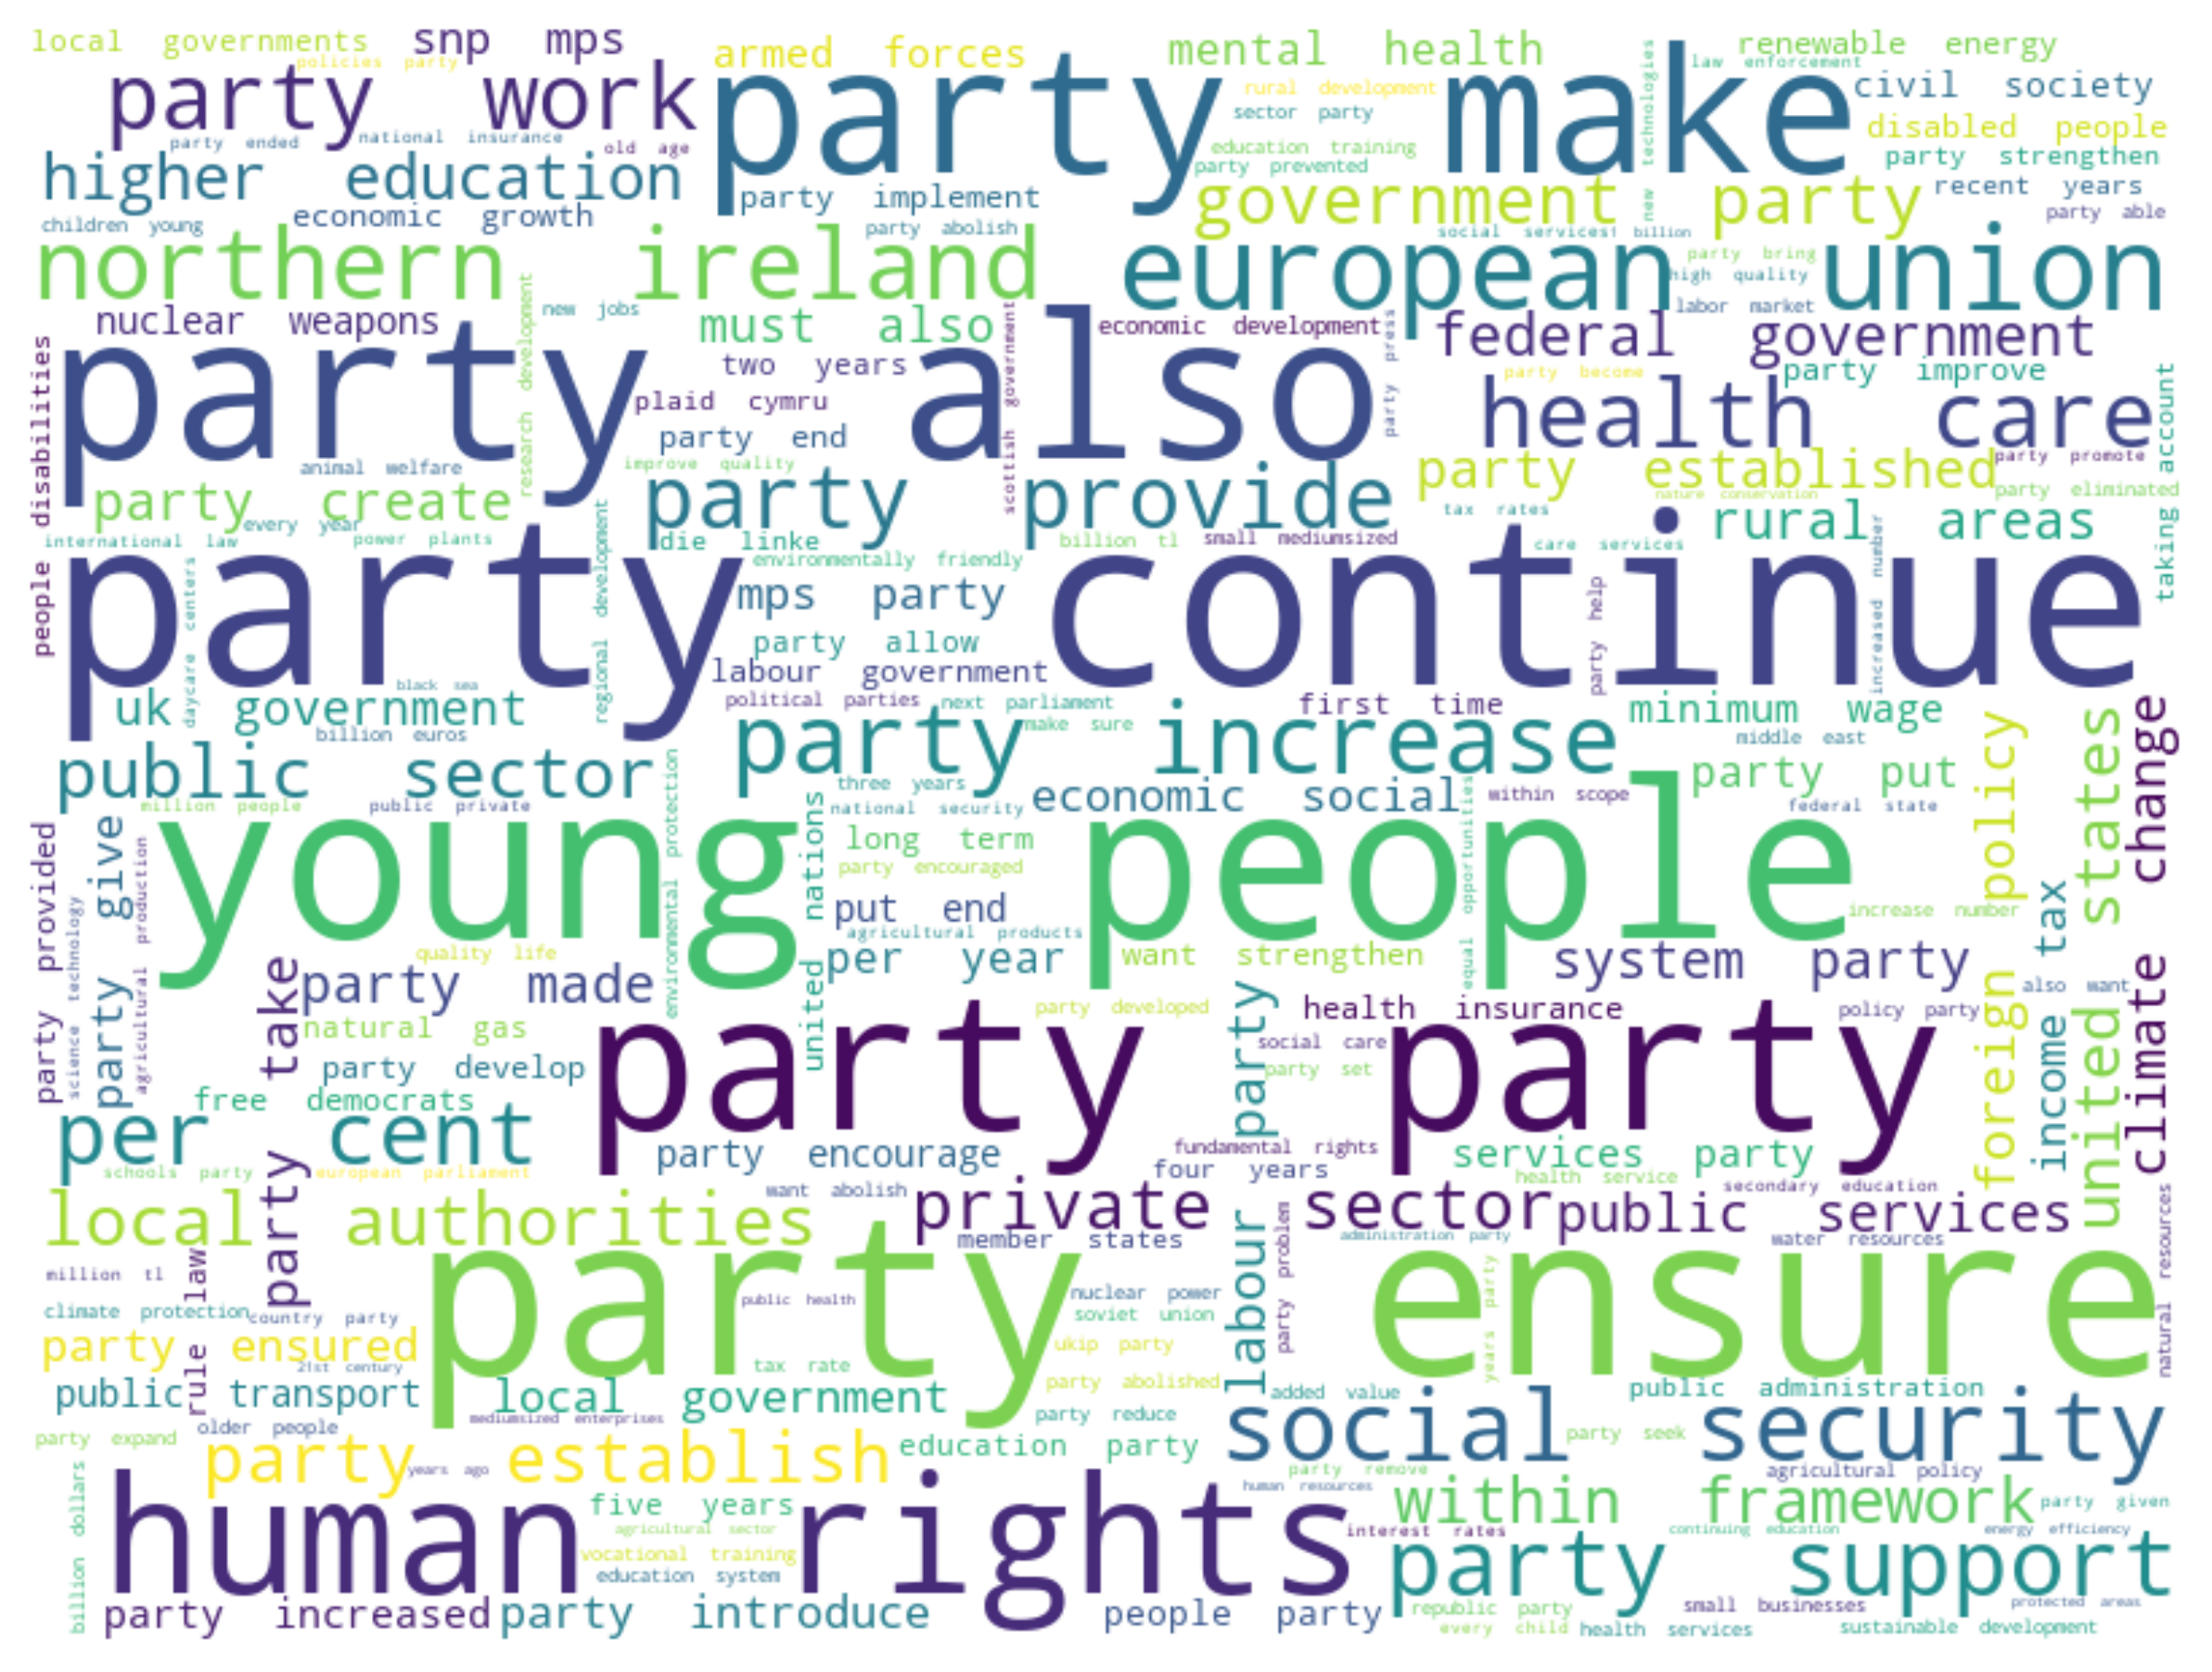 local governments
snp mps
armed forces
mental health
renewable energy
policies party
law enforcement
party work
party make
civil society
rural development
sector party
new technologies
disabled people
party ended
national insurance
old age
education training
party strengthen
higher education
party prevented
party implement
government party
recent years
children young
economic growth
party abolish
party able
social services
billion
northern ireland
european union
party bring
high quality
research development
new jobs
labor market
nuclear weapons
must also
economic development
party press
federal government
party also
two years
scottish government
party become
party improve
people disabilities
plaid cymru
health care
taking account
party end
animal welfare
improve quality
party established
party promote
party create
party provide
nature conservation
party eliminated
every year
tax rates
rural areas
international law
power plants
die linke
billion tl
small mediumsized
care services
party continue
environmentally friendly
daycare centers
regional development
mps party
party help
increased number
party allow
labour government
black sea
uk government
political parties
next parliament
first time
minimum wage
billion euros
party increase
make sure
middle east
public sector
three years
party put
million people
public private
environmental protection
national security
economic social
within scope
federal state
young people
long term
equal opportunities
foreign policy
united states
climate change
party provided
party give
agricultural production
science technology
united nations
party encouraged
put end
increase number
income tax
agricultural products
quality life
per year
want strengthen
system party
party take
party made
also want
party developed
health insurance
policy party
natural gas
party party
social care
party develop
party set
labour party
free democrats
per cent
party encourage
fundamental rights
services party
four years
schools party
european parliament
health service
want abolish
secondary education
local authorities
private sector
public services
member states
administration party
water resources
natural resources
rule law
million tl
party ensure
party problem
years party
nuclear power
public health
climate protection
country party
soviet union
party ensured
ukip party
21st century
tax rate
public transport
local government
party abolished
added value
public administration
mediumsized enterprises
party reduce
social security
older people
party expand
party establish
education party
party seek
years ago
party remove
agricultural policy
billion dollars
human rights
five years
human resources
within framework
party given
agricultural sector
interest rates
continuing education
energy efficiency
vocational training
party support
education system
party increased
party introduce
people party
republic party
small businesses
protected areas
every child
health services
sustainable development